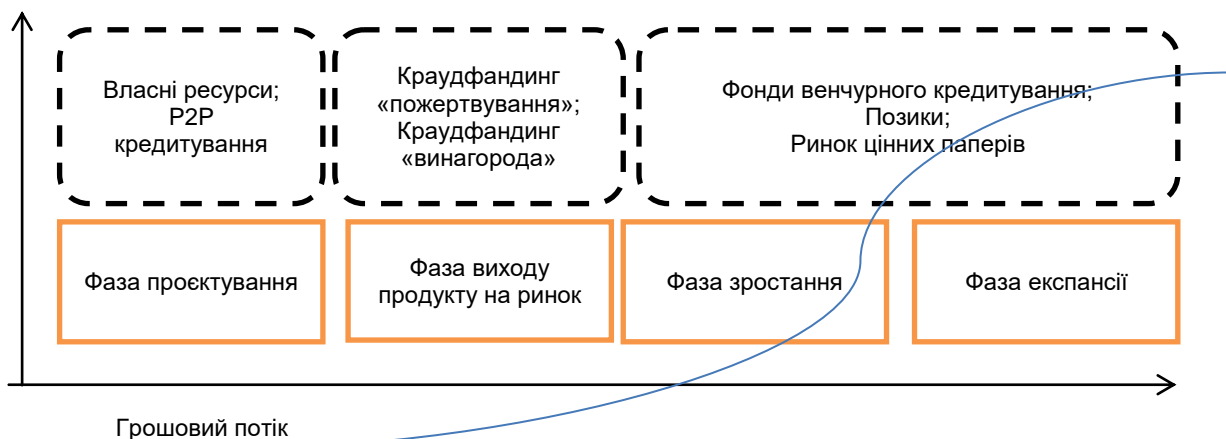 Власні ресурси;
P2P
кредитування
Краудфандинг
«пожертвування»;
Краудфандинг
«винагорода»
Фонди венчурного кредитування;
Позики;
Ринок цінних паперів
Фаза проєктування
Фаза виходу
продукту на ринок
Фаза зростання
Фаза експансії
Грошовий потік